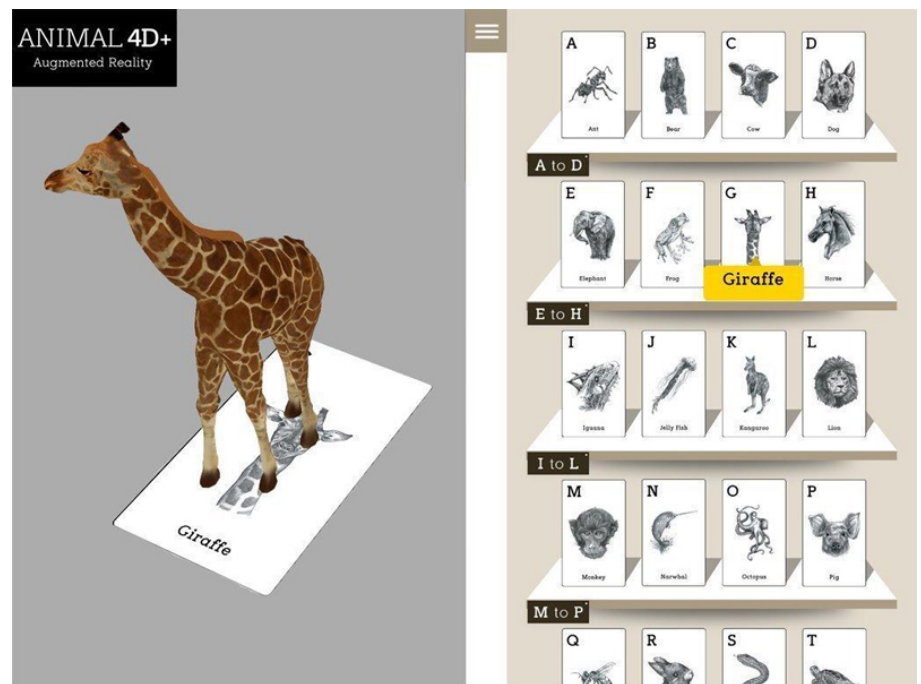 ANIMAL 4D+
Augmented Reality
Giraffe
A
B
C
D
Ant
Bear
Cow
Dog
A to D
E
F
G
H
Elephant
Frog
Giraffe
Horse
E to H
I
J
K
L
Iguana
Jelly Fish
Kangaroo
Lion
I to L
M
N
O
P
Monkey
Narwhal
Octopus
Pig
M to P
Q
R
S
T